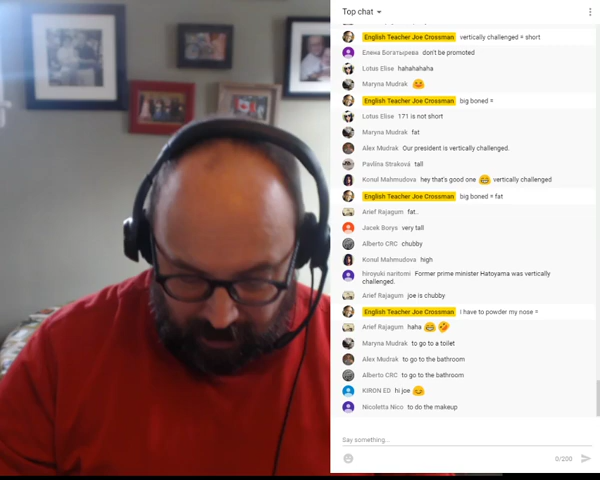 Top chat
English Teacher Joe Crossman vertically challenged = short
Елена Богатырева don't be promoted
Lotus Elise hahahahaha
Maryna Mudrak
English Teacher Joe Crossman big boned =
Lotus Elise 171 is not short
Maryna Mudrak fat
Alex Mudrak Our president is vertically challenged.
Pavlína Straková tall
Konul Mahmudova hey that's good one 😂 vertically challenged
English Teacher Joe Crossman big boned = fat
Arief Rajagum fat..
Jacek Borys very tall
Alberto CRC chubby
Konul Mahmudova high
hiroyuki naritomi Former prime minister Hatoyama was vertically
challenged.
Arief Rajagum joe is chubby
English Teacher Joe Crossman I have to powder my nose =
Arief Rajagum haha 😂🤣
Maryna Mudrak to go to a toilet
Alex Mudrak to go to the bathroom
Alberto CRC to go to the bathroom
KIRON ED hi joe 😊
Nicoletta Nico to do the makeup
Say something...
0/200